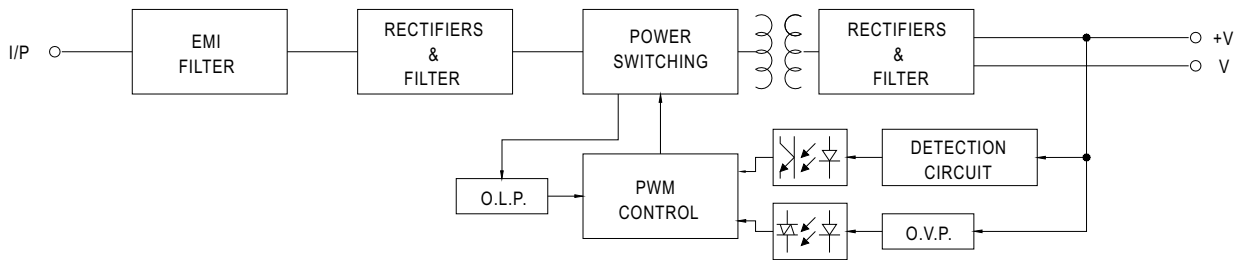 I/P
EMI
FILTER
RECTIFIERS
&
FILTER
POWER
SWITCHING
RECTIFIERS
&
FILTER
+V
V
O.L.P.
PWM
CONTROL
DETECTION
CIRCUIT
O.V.P.